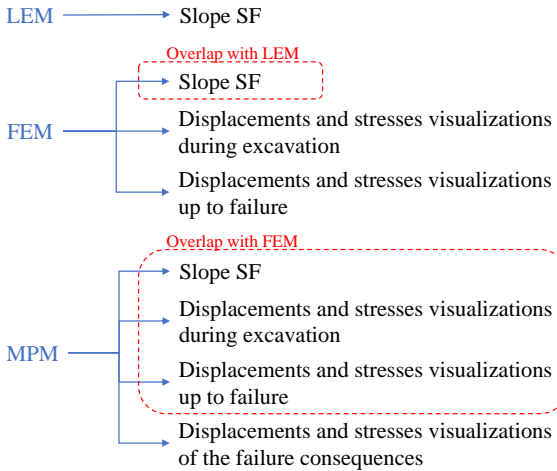 LEM
Slope SF
Overlap with LEM
Slope SF
FEM
Displacements and stresses visualizations
during excavation
Displacements and stresses visualizations
up to failure
Overlap with FEM
Slope SF
Displacements and stresses visualizations
during excavation
MPM
Displacements and stresses visualizations
up to failure
Displacements and stresses visualizations
of the failure consequences